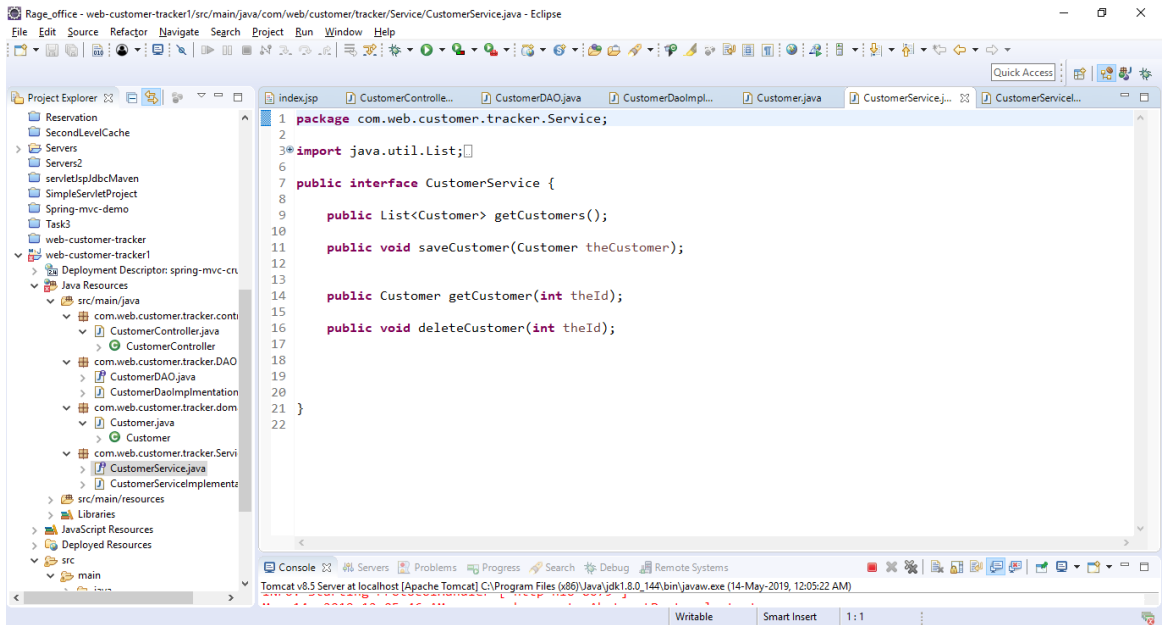 Rage_office - web-customer-tracker1/src/main/java/com/web/customer/tracker/Service/CustomerService.java - Eclipse
File Edit Source Refactor Navigate Search Project Run Window Help
Quick Access
Project Explorer
index.jsp CustomerControlle... CustomerDAO.java CustomerDaoImpl... Customer.java CustomerService.j... CustomerServiceI...
Reservation
SecondLevelCache
Servers
Servers2
servletJspJdbcMaven
SimpleServletProject
Spring-mvc-demo
Task3
web-customer-tracker
web-customer-tracker1
Deployment Descriptor: spring-mvc-cru
Java Resources
src/main/java
com.web.customer.tracker.contr
CustomerController.java
CustomerController
com.web.customer.tracker.DAO
CustomerDAO.java
CustomerDaoImplmentation
com.web.customer.tracker.dom
Customer.java
Customer
com.web.customer.tracker.Servi
CustomerService.java
CustomerServiceImplementa
src/main/resources
Libraries
JavaScript Resources
Deployed Resources
src
main
java
1 package com.web.customer.tracker.Service;
2
3 import java.util.List;
6
7 public interface CustomerService {
8
9 public List<Customer> getCustomers();
10
11 public void saveCustomer(Customer theCustomer);
12
13
14 public Customer getCustomer(int theId);
15
16 public void deleteCustomer(int theId);
17
18
19
20
21 }
22
Console Servers Problems Progress Search Debug Remote Systems
Tomcat v8.5 Server at localhost [Apache Tomcat] C:\Program Files (x86)\Java\jdk1.8.0_144\bin\javaw.exe (14-May-2019, 12:05:22 AM)
Writable Smart Insert 1 : 1